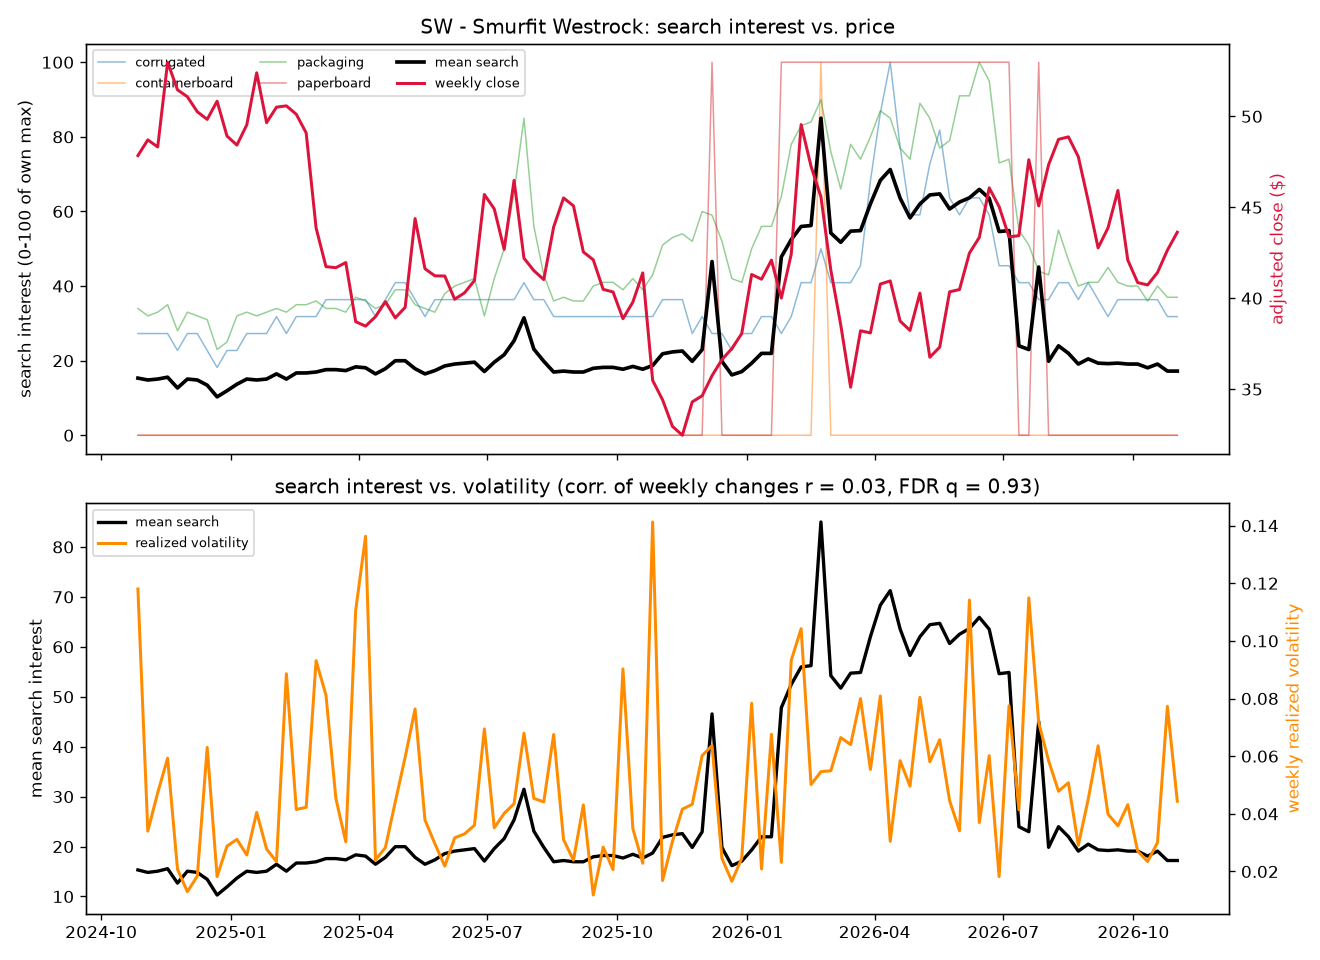 SW - Smurfit Westrock: search interest vs. price
corrugated
containerboard
packaging
paperboard
mean search
weekly close
search interest (0-100 of own max)
100
80
60
40
20
0
adjusted close ($)
50
45
40
35
search interest vs. volatility (corr. of weekly changes r = 0.03, FDR q = 0.93)
mean search
realized volatility
mean search interest
80
70
60
50
40
30
20
10
weekly realized volatility
0.14
0.12
0.10
0.08
0.06
0.04
0.02
2024-10 2025-01 2025-04 2025-07 2025-10 2026-01 2026-04 2026-07 2026-10